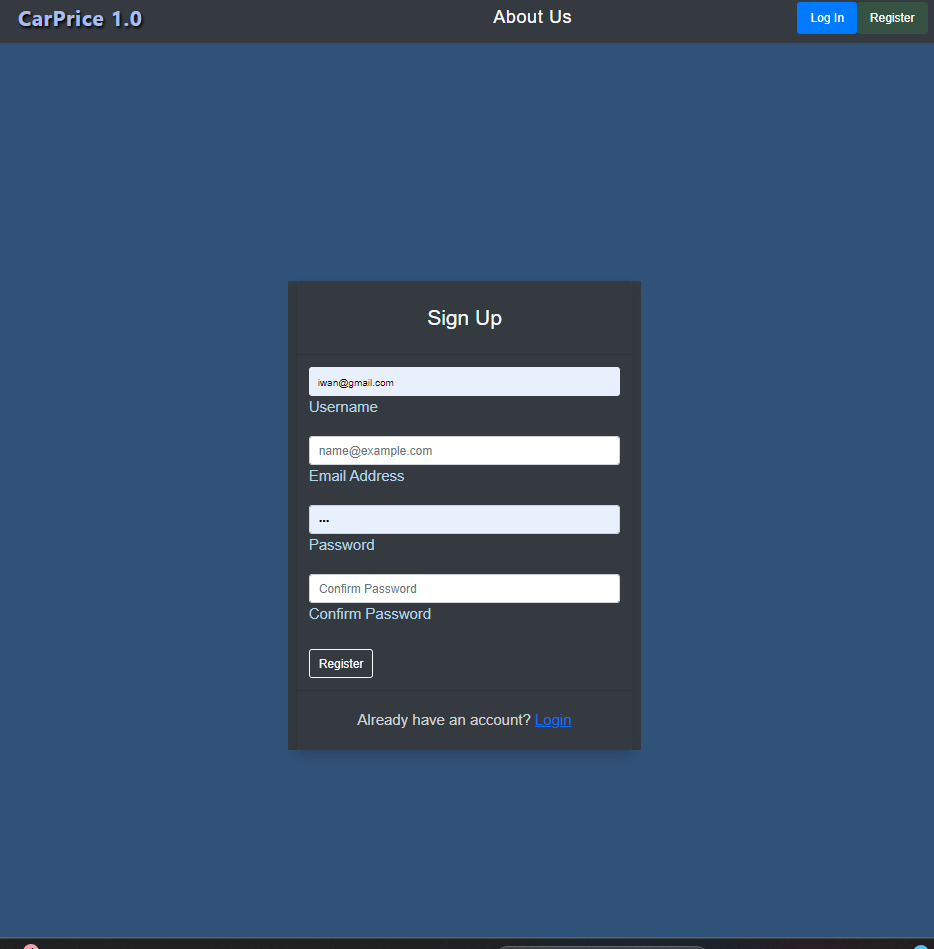 CarPrice 1.0
About Us
Log In
Register
Sign Up
iwan@gmail.com
Username
name@example.com
Email Address
•••
Password
Confirm Password
Confirm Password
Register
Already have an account? Login